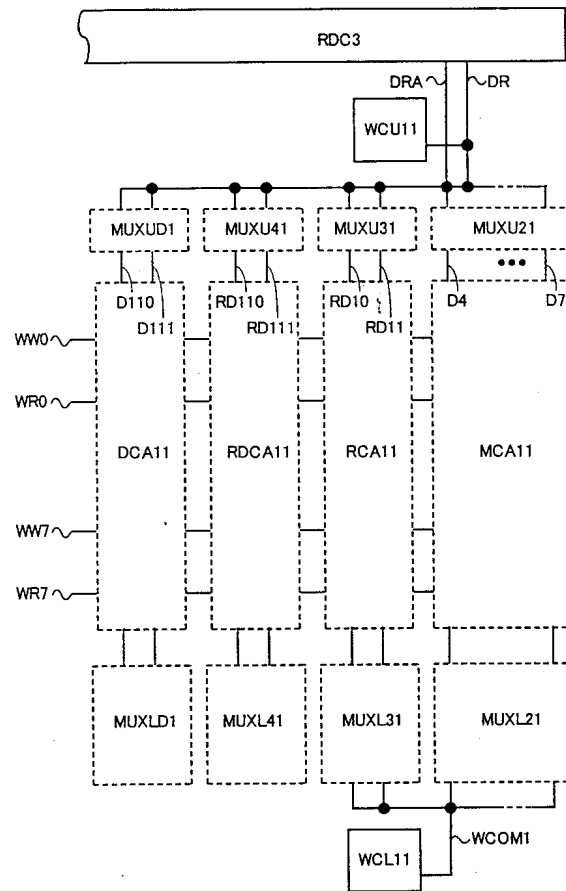 RDC3
DRA
DR
WCU11
MUXUD1
MUXU41
MUXU31
MUXU21
D110
D111
RD110
RD111
RD10
RD11
D4
D7
WW0
WR0
DCA11
RDCA11
RCA11
MCA11
WW7
WR7
MUXLD1
MUXL41
MUXL31
MUXL21
WCL11
WCOM1